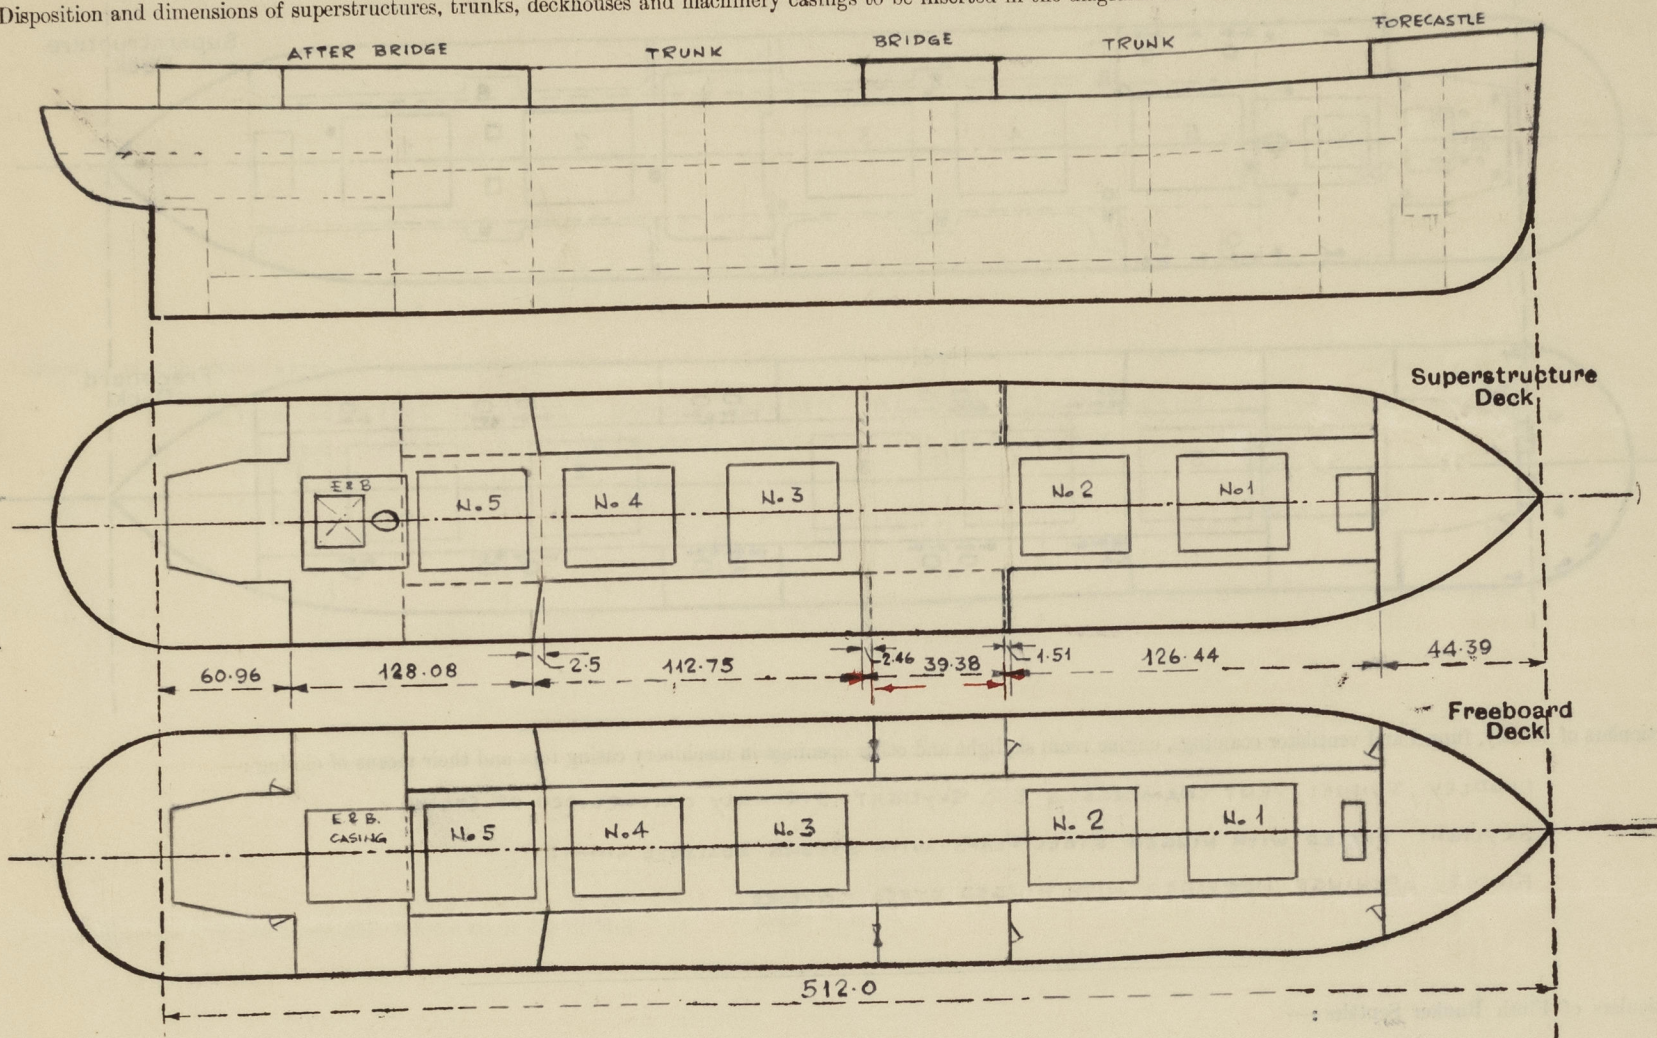 Disposition and dimensions of superstructures, trunks, deckhouses and machinery casings to be inserted in the
AFTER BRIDGE
TRUNK
BRIDGE
TRUNK
FORECASTLE
Superstructure
Deck
E & B
No.5
No.4
No.3
No.2
No1
60.96
128.08
2.5
112.75
2.46
39.38
1.51
126.44
44.39
Freeboard
Deck
E & B.
CASING
No.5
No.4
No.3
No.2
No.1
512.0